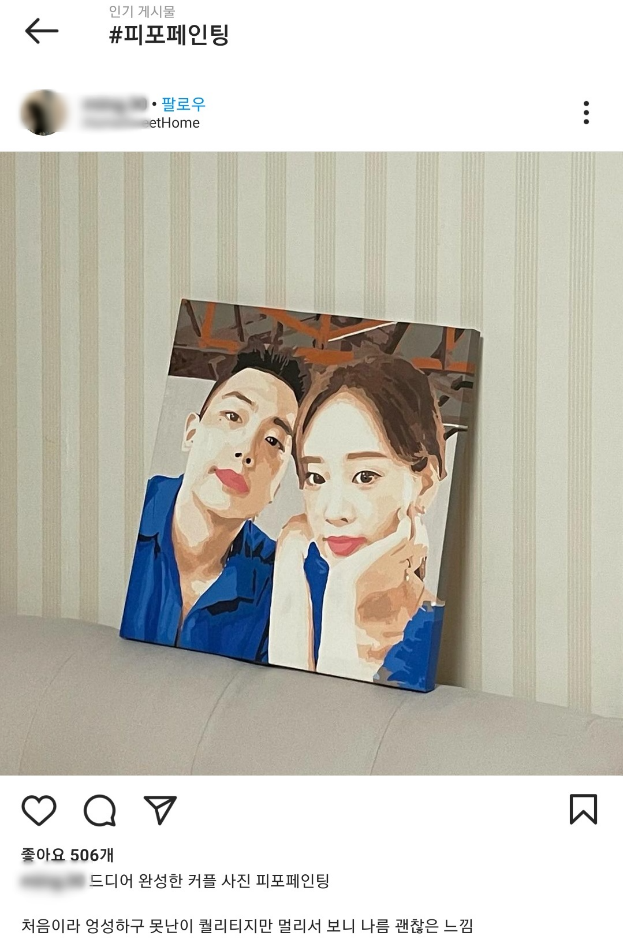 인기 게시물
#피포페인팅
• 팔로우
etHome
좋아요 506개
드디어 완성한 커플 사진 피포페인팅
처음이라 엉성하구 못난이 퀄리티지만 멀리서 보니 나름 괜찮은 느낌